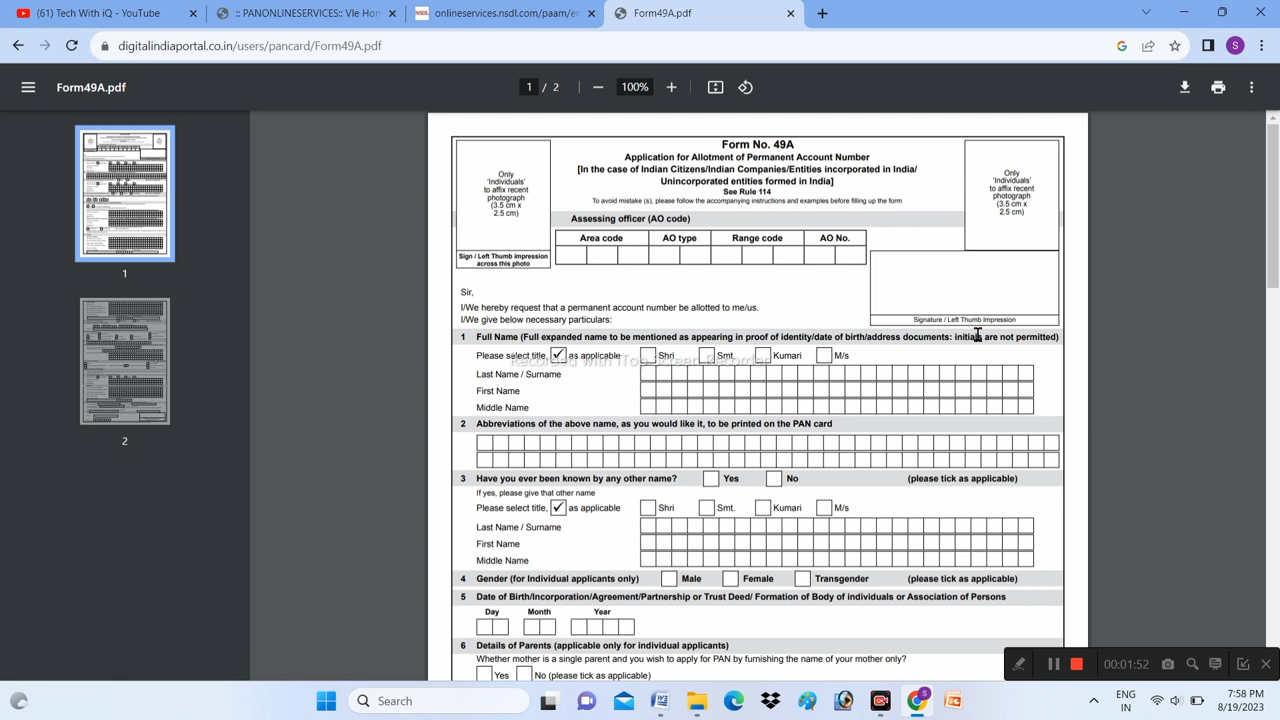 (61) Tech With UTI - YouTube
:: PANONLINESERVICES:: Vle Hom
onlineservices.nsdl.com/paam/en
Form49A.pdf
digitalindiaportal.co.in/users/pancard/Form49A.pdf
S
Form49A.pdf
1 / 2
100%
1
2
Form No. 49A
Application for Allotment of Permanent Account Number
[In the case of Indian Citizens/Indian Companies/Entities incorporated in India/
Unincorporated entities formed in India]
See Rule 114
To avoid mistake (s), please follow the accompanying instructions and examples before filling up the form
Only
'Individuals'
to affix recent
photograph
(3.5 cm x
2.5 cm)
Only
'Individuals'
to affix recent
photograph
(3.5 cm x
2.5 cm)
Assessing officer (AO code)
Area code AO type Range code AO No.
Sign / Left Thumb impression
across this photo
Sir,
I/We hereby request that a permanent account number be allotted to me/us.
I/We give below necessary particulars:
Signature / Left Thumb Impression
1 Full Name (Full expanded name to be mentioned as appearing in proof of identity/date of birth/address documents: initials are not permitted)
Please select title, ✓ as applicable Shri Smt. Kumari M/s
Recorded with iTop Screen Recorder
Last Name / Surname
First Name
Middle Name
2 Abbreviations of the above name, as you would like it, to be printed on the PAN card
3 Have you ever been known by any other name? Yes No (please tick as applicable)
If yes, please give that other name
Please select title, ✓ as applicable Shri Smt. Kumari M/s
Last Name / Surname
First Name
Middle Name
4 Gender (for Individual applicants only) Male Female Transgender (please tick as applicable)
5 Date of Birth/Incorporation/Agreement/Partnership or Trust Deed/ Formation of Body of individuals or Association of Persons
Day Month Year
6 Details of Parents (applicable only for individual applicants)
Whether mother is a single parent and you wish to apply for PAN by furnishing the name of your mother only?
Yes No (please tick as applicable)
00:01:52
Search
ENG
IN
7:58 PM
8/19/2023